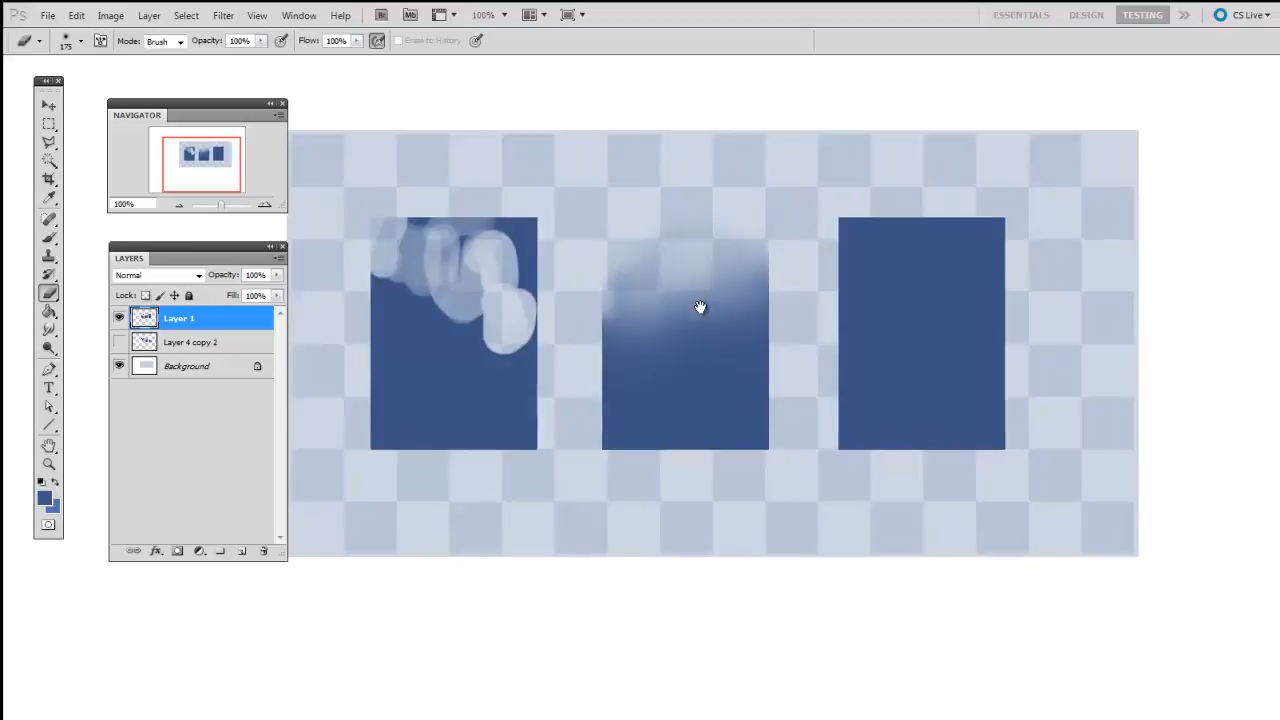 Ps File Edit Image Layer Select Filter View Window Help Br Mb 100% ESSENTIALS DESIGN TESTING CS Live
175 Mode: Brush Opacity: 100% Flow: 100% Erase to History
NAVIGATOR
100%
LAYERS
Normal Opacity: 100%
Lock: Fill: 100%
Layer 1
Layer 4 copy 2
Background